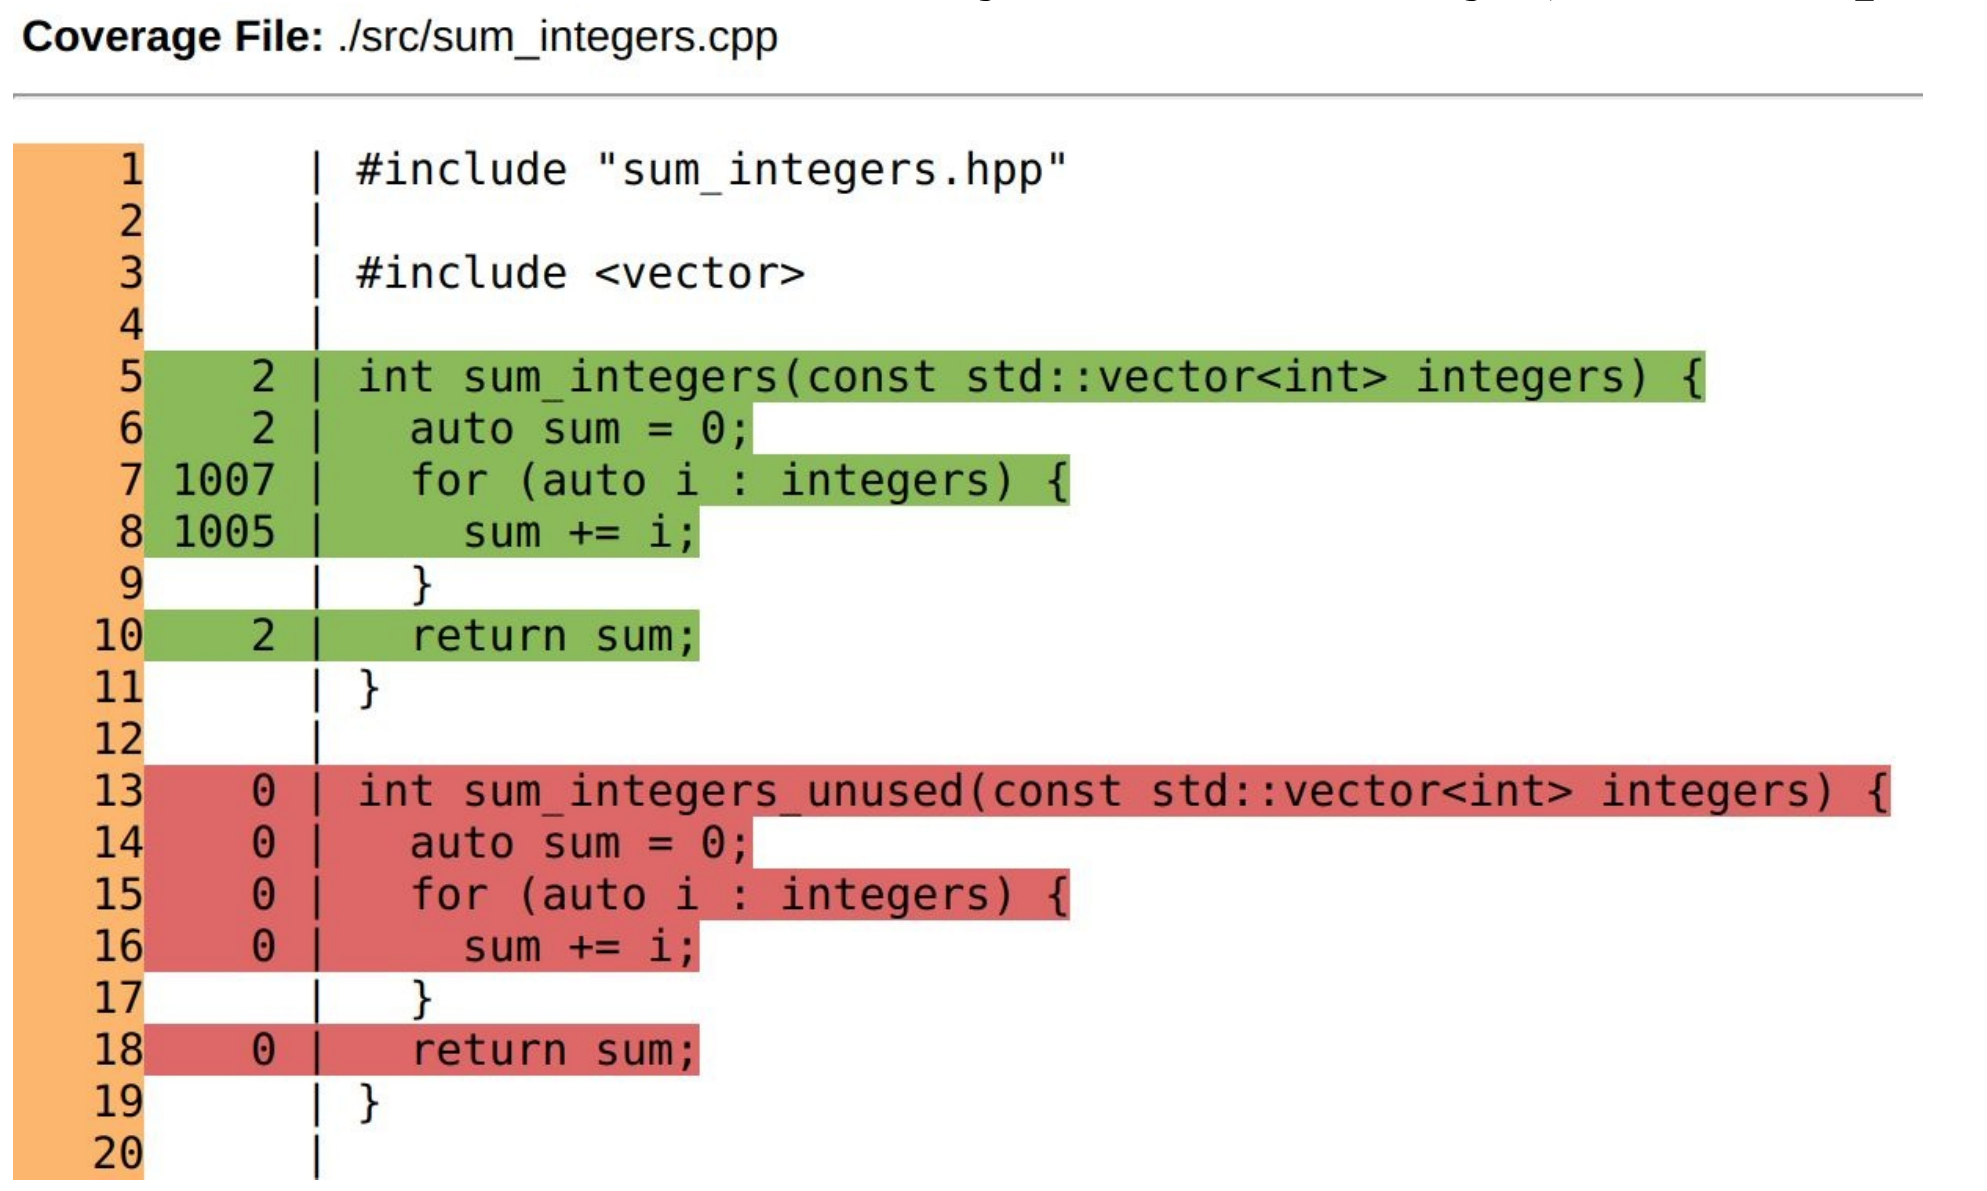 Coverage File: ./src/sum_integers.cpp
1 | #include "sum_integers.hpp"
2 |
3 | #include <vector>
4 |
5 2 | int sum_integers(const std::vector<int> integers) {
6 2 |   auto sum = 0;
7 1007 |   for (auto i : integers) {
8 1005 |     sum += i;
9 |   }
10 2 |   return sum;
11 | }
12 |
13 0 | int sum_integers_unused(const std::vector<int> integers) {
14 0 |   auto sum = 0;
15 0 |   for (auto i : integers) {
16 0 |     sum += i;
17 |   }
18 0 |   return sum;
19 | }
20 |